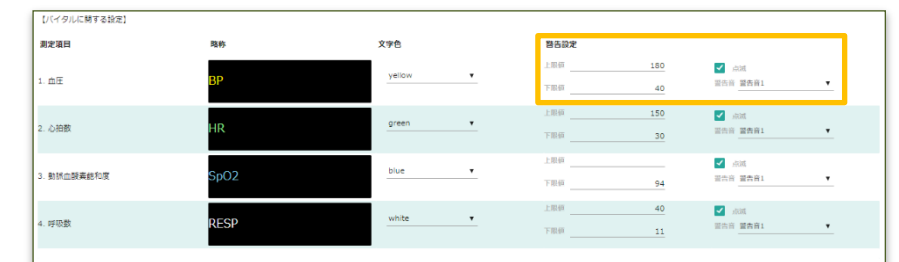 【バイタルに関する設定】
測定項目 略称 文字色 警告設定
1. 血圧 BP yellow ▼ 上限値 180 点滅
下限値 40 警告音 警告音1 ▼
2. 心拍数 HR green ▼ 上限値 150 点滅
下限値 30 警告音 警告音1 ▼
3. 動脈血酸素飽和度 SpO2 blue ▼ 上限値 点滅
下限値 94 警告音 警告音1 ▼
4. 呼吸数 RESP white ▼ 上限値 40 点滅
下限値 11 警告音 警告音1 ▼